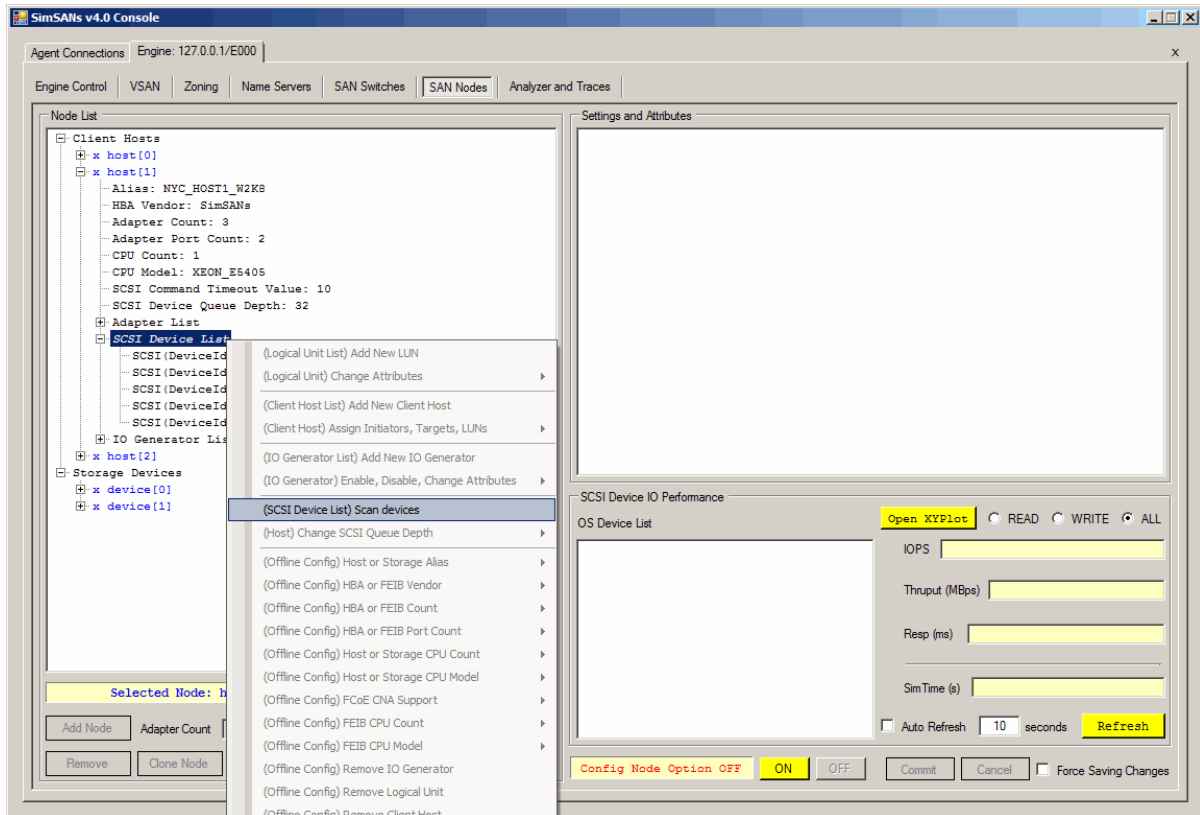 SimSANs v4.0 Console
Agent Connections Engine: 127.0.0.1/E000 x
Engine Control VSAN Zoning Name Servers SAN Switches SAN Nodes Analyzer and Traces
Node List
Client Hosts
x host[0]
x host[1]
Alias: NYC_HOST1_W2K8
HBA Vendor: SimSANs
Adapter Count: 3
Adapter Port Count: 2
CPU Count: 1
CPU Model: XEON_E5405
SCSI Command Timeout Value: 10
SCSI Device Queue Depth: 32
Adapter List
SCSI Device List
SCSI(DeviceId
SCSI(DeviceId
SCSI(DeviceId
SCSI(DeviceId
SCSI(DeviceId
IO Generator Lis
x host[2]
Storage Devices
x device[0]
x device[1]
Selected Node: h
Add Node Adapter Count
Remove Clone Node
(Logical Unit List) Add New LUN
(Logical Unit) Change Attributes
(Client Host List) Add New Client Host
(Client Host) Assign Initiators, Targets, LUNs
(IO Generator List) Add New IO Generator
(IO Generator) Enable, Disable, Change Attributes
(SCSI Device List) Scan devices
(Host) Change SCSI Queue Depth
(Offline Config) Host or Storage Alias
(Offline Config) HBA or FEIB Vendor
(Offline Config) HBA or FEIB Count
(Offline Config) HBA or FEIB Port Count
(Offline Config) Host or Storage CPU Count
(Offline Config) Host or Storage CPU Model
(Offline Config) FCoE CNA Support
(Offline Config) FEIB CPU Count
(Offline Config) FEIB CPU Model
(Offline Config) Remove IO Generator
(Offline Config) Remove Logical Unit
(Offline Config) Remove Client Host
Settings and Attributes
SCSI Device IO Perfomance
OS Device List
Open XYPlot READ WRITE ALL
IOPS
Thruput (MBps)
Resp (ms)
SimTime (s)
Auto Refresh 10 seconds Refresh
Config Node Option OFF ON OFF Commit Cancel Force Saving Changes